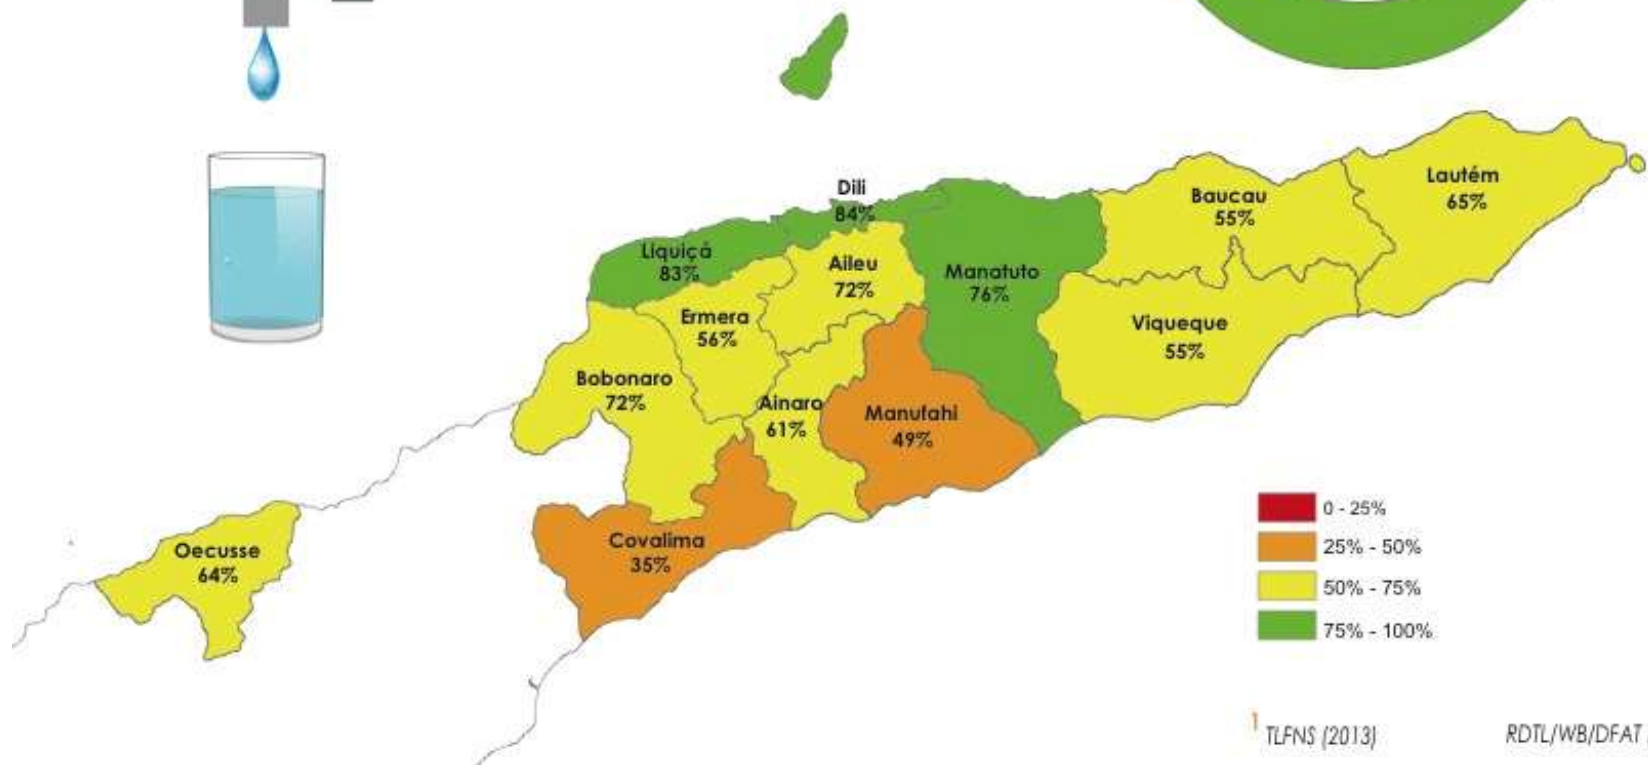 Dili
84%
Baucau
55%
Lautém
65%
Liquiçá
83%
Aileu
72%
Manatuto
76%
Ermera
56%
Viqueque
55%
Bobonaro
72%
Ainaro
61%
Manufahi
49%
Oecusse
64%
Covalima
35%
0 - 25%
25% - 50%
50% - 75%
75% - 100%
1 TLFNS (2013)
RDTL/WB/DFAT